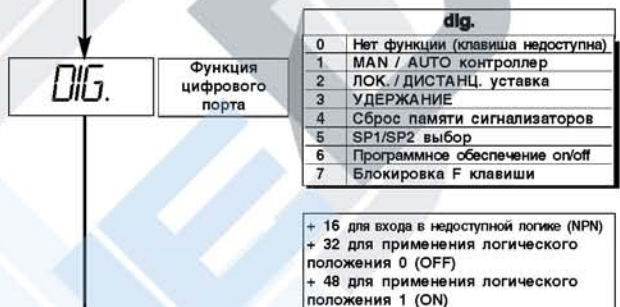 dig.
0 Нет функции (клавиша недоступна)
1 MAN / AUTO контроллер
2 ЛОК. / ДИСТАНЦ. уставка
3 УДЕРЖАНИЕ
4 Сброс памяти сигнализаторов
5 SP1/SP2 выбор
6 Программное обеспечение on/off
7 Блокировка F клавиши
DIG.
Функция
цифрового
порта
+ 16 для входа в недоступной логике (NPN)
+ 32 для применения логического
положения 0 (OFF)
+ 48 для применения логического
положения 1 (ON)